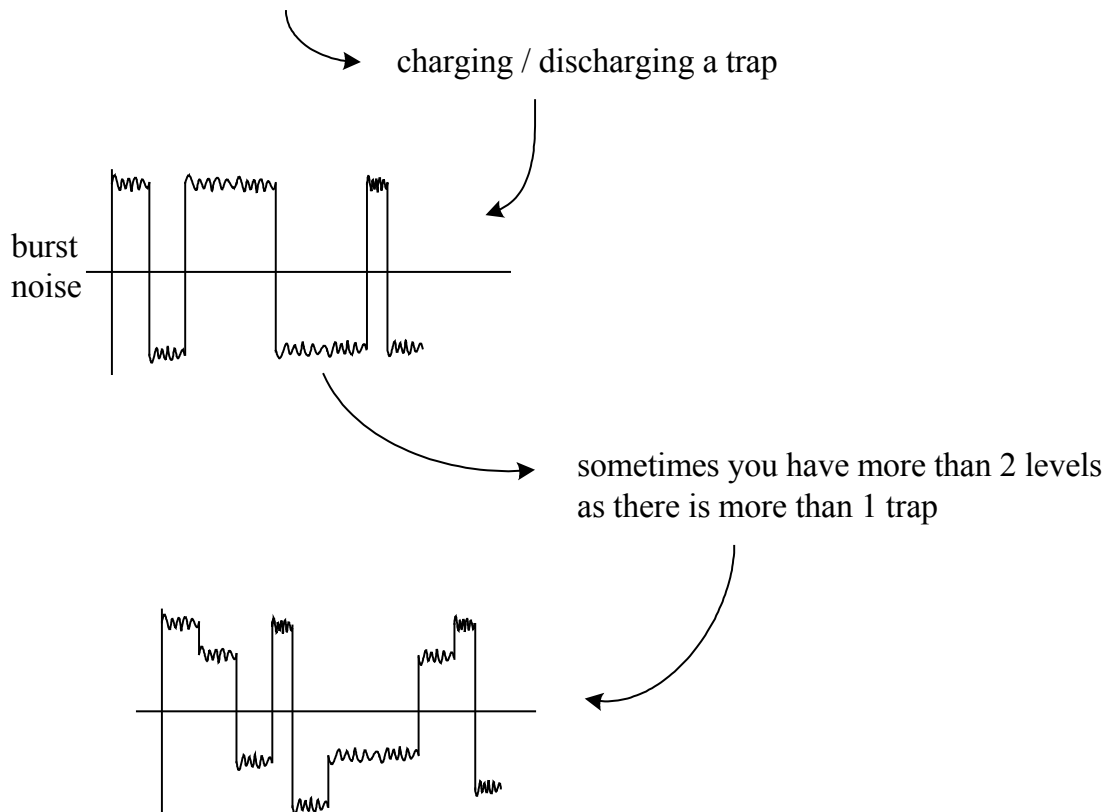 charging / discharging a trap
burst
noise
sometimes you have more than 2 levels
as there is more than 1 trap